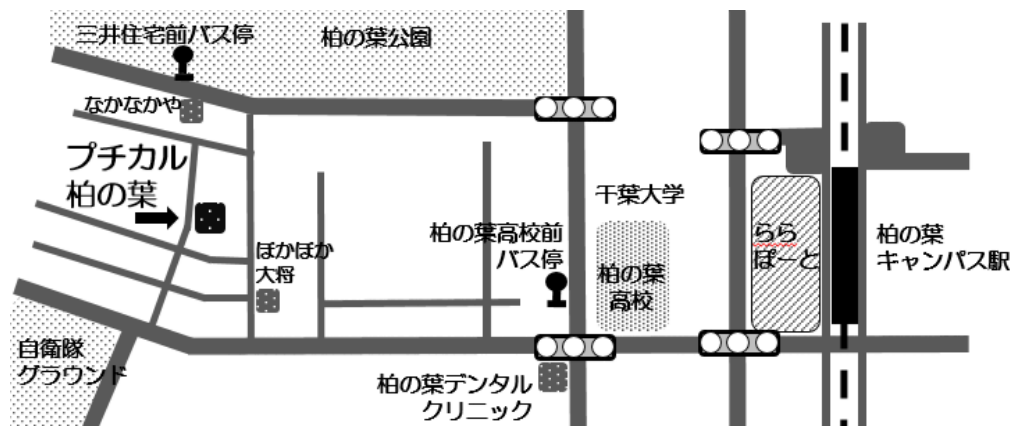 三井住宅前バス停
柏の葉公園
なかなかや
プチカル
柏の葉
ぽかぽか
大将
柏の葉高校前
バス停
千葉大学
柏の葉
高校
らら
ぽーと
柏の葉
キャンパス駅
自衛隊
グラウンド
柏の葉デンタル
クリニック